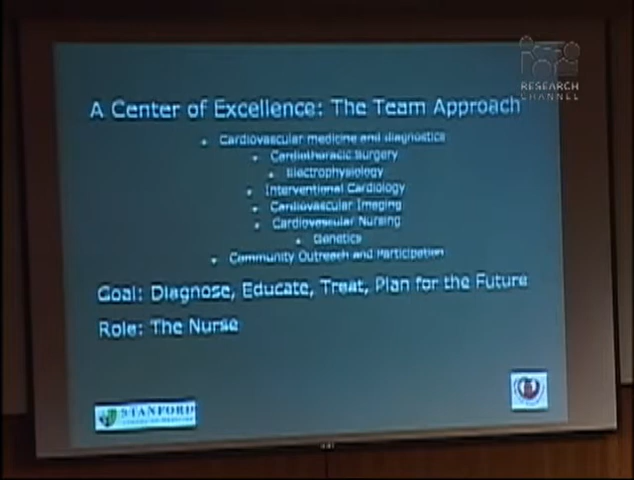 RESEARCH
CHANNEL
A Center of Excellence: The Team Approach
• Cardiovascular medicine and diagnostics
• Cardiothoracic Surgery
• Electrophysiology
• Interventional Cardiology
• Cardiovascular Imaging
• Cardiovascular Nursing
• Genetics
• Community Outreach and Participation
Goal: Diagnose, Educate, Treat, Plan for the Future
Role: The Nurse
STANFORD